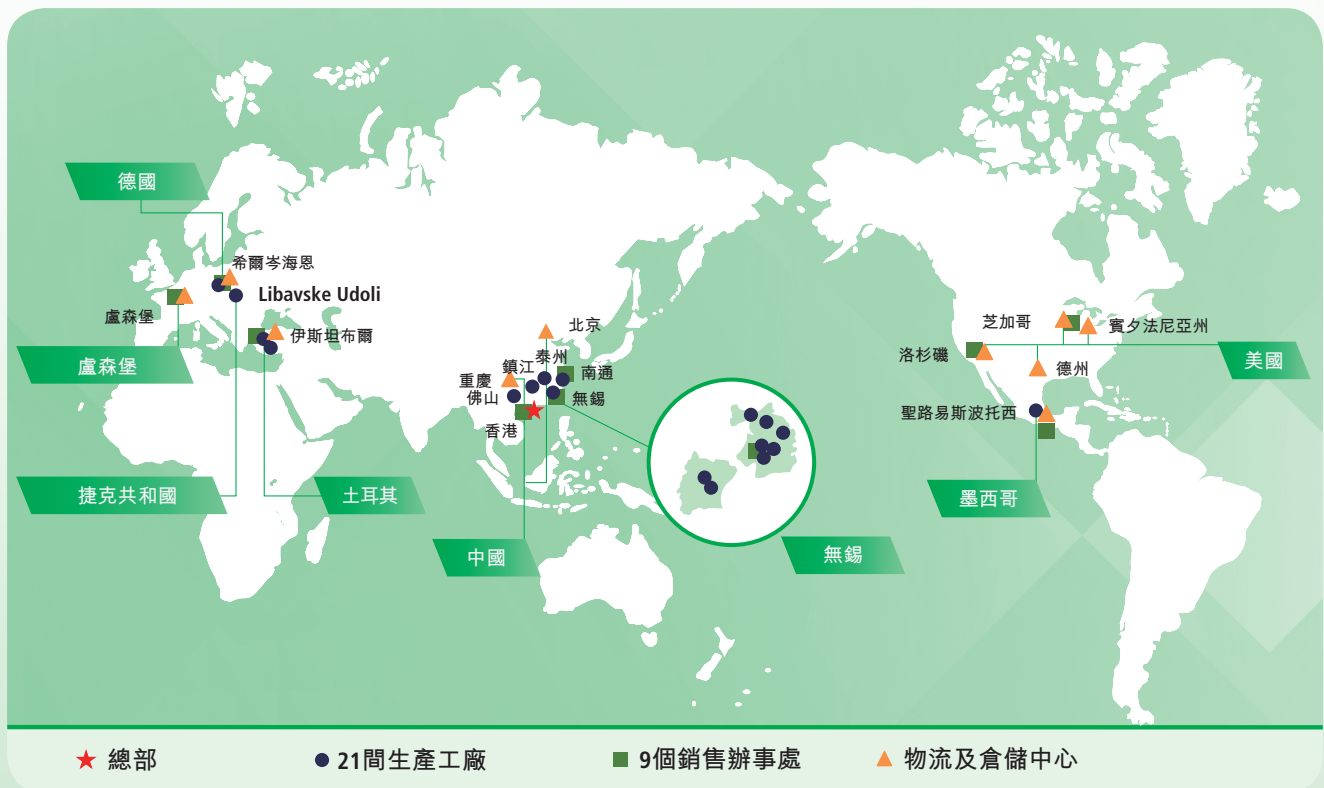 德國
希爾岑海恩
Libavske Udoli
盧森堡
伊斯坦布爾
盧森堡
捷克共和國
土耳其
北京
泰州
鎮江
南通
重慶
佛山
無錫
香港
中國
無錫
芝加哥
賓夕法尼亞州
洛杉磯
德州
美國
聖路易斯波托西
墨西哥
總部
21間生產工廠
9個銷售辦事處
物流及倉儲中心